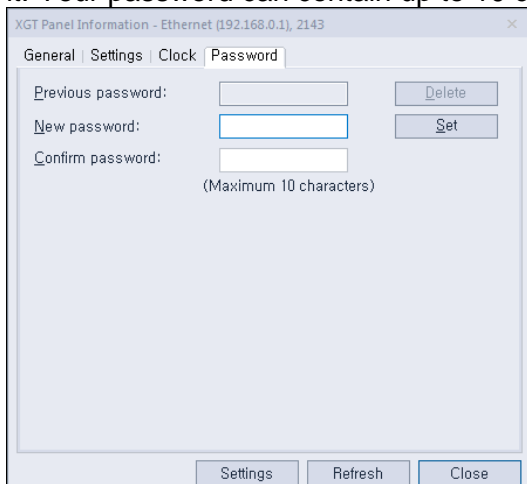 XGT Panel Information - Ethernet (192.168.0.1), 2143
General Settings Clock Password
Previous password: Delete
New password: Set
Confirm password:
(Maximum 10 characters)
Settings Refresh Close